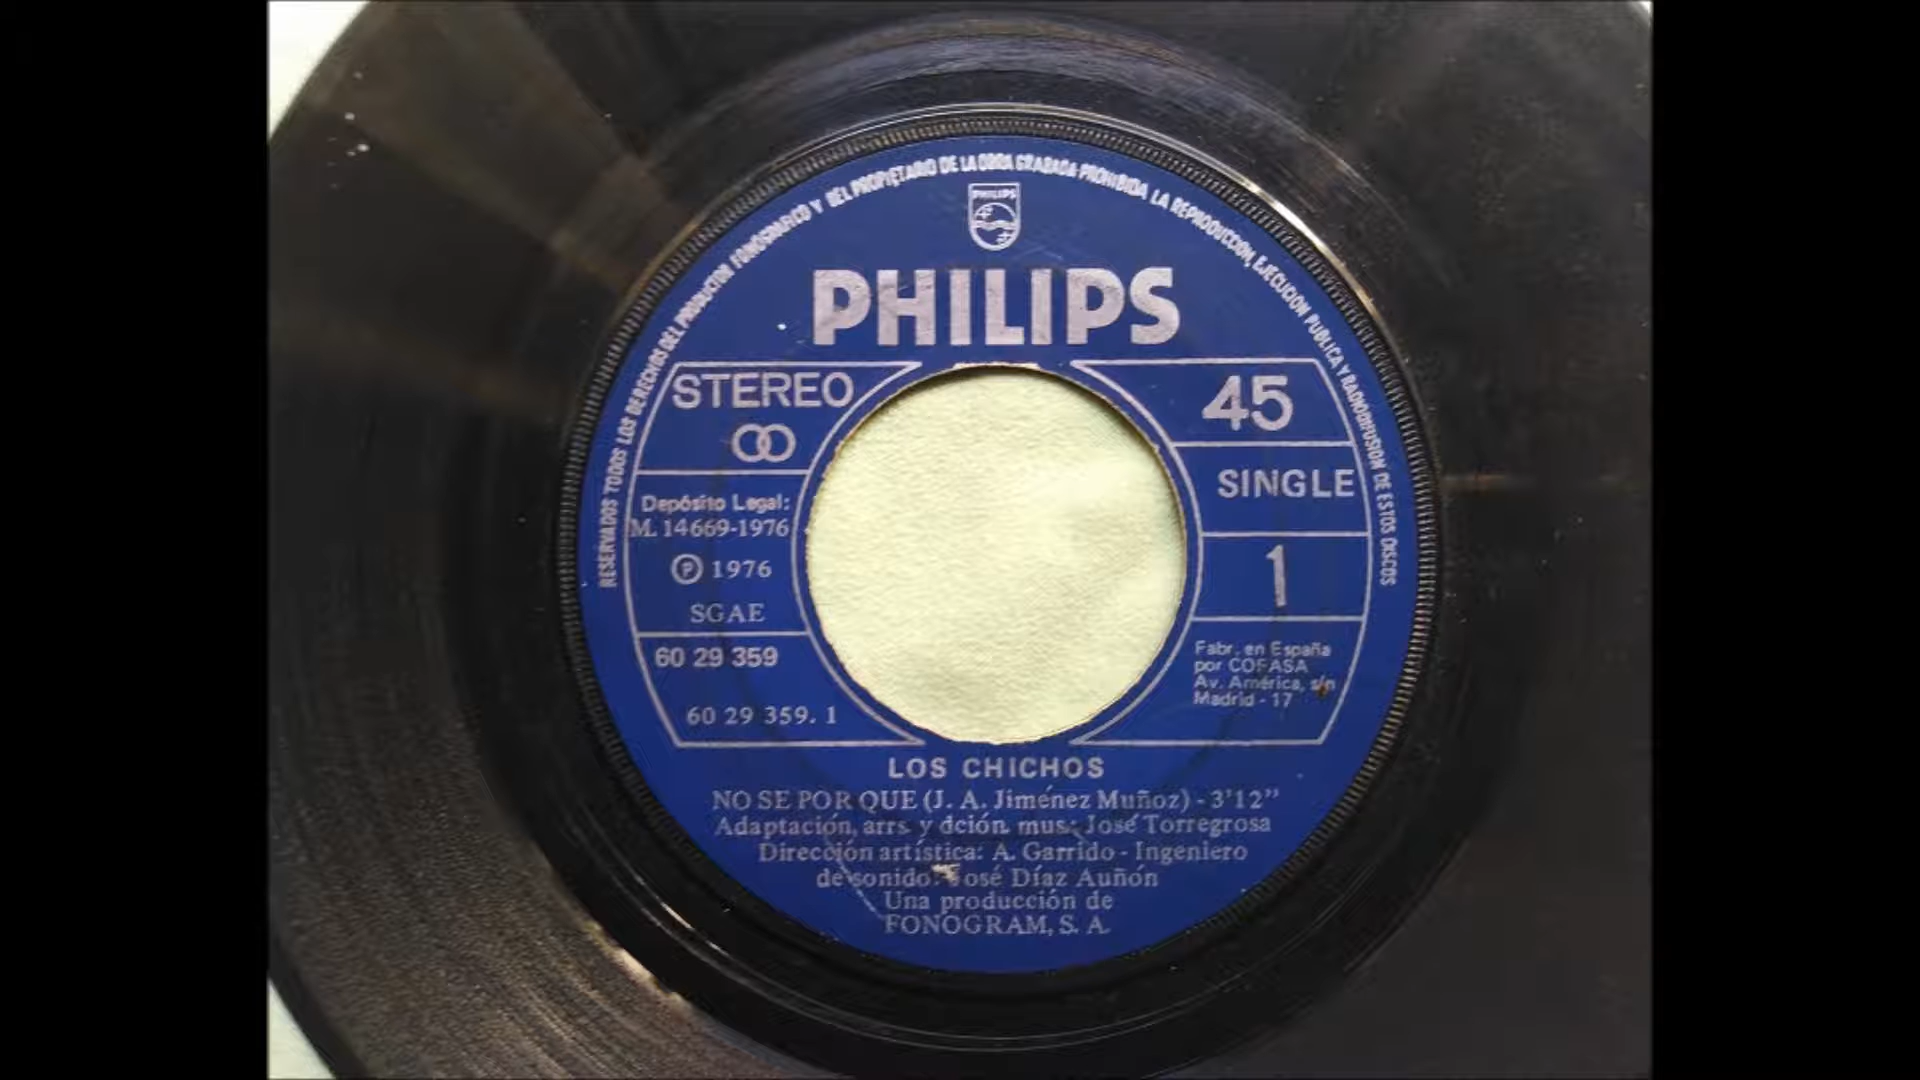 RESERVADOS TODOS LOS DERECHOS DEL PRODUCTOR FONOGRAFICO Y DEL PROPIETARIO DE LA OBRA GRABADA PROHIBIDA LA REPRODUCCION, EJECUCION PUBLICA Y RADIODIFUSION DE ESTOS DISCOS
PHILIPS
PHILIPS
STEREO
Depósito Legal:
M. 14669-1976
Ⓟ 1976
SGAE
60 29 359
60 29 359. 1
45
SINGLE
1
Fabr. en España
por COFASA
Av. América, s/n
Madrid - 17
LOS CHICHOS
NO SE POR QUE (J. A. Jiménez Muñoz) - 3'12”
Adaptación, arrs. y dción. mus.: José Torregrosa
Dirección artística: A. Garrido - Ingeniero
de sonido: José Díaz Auñón
Una producción de
FONOGRAM, S. A.